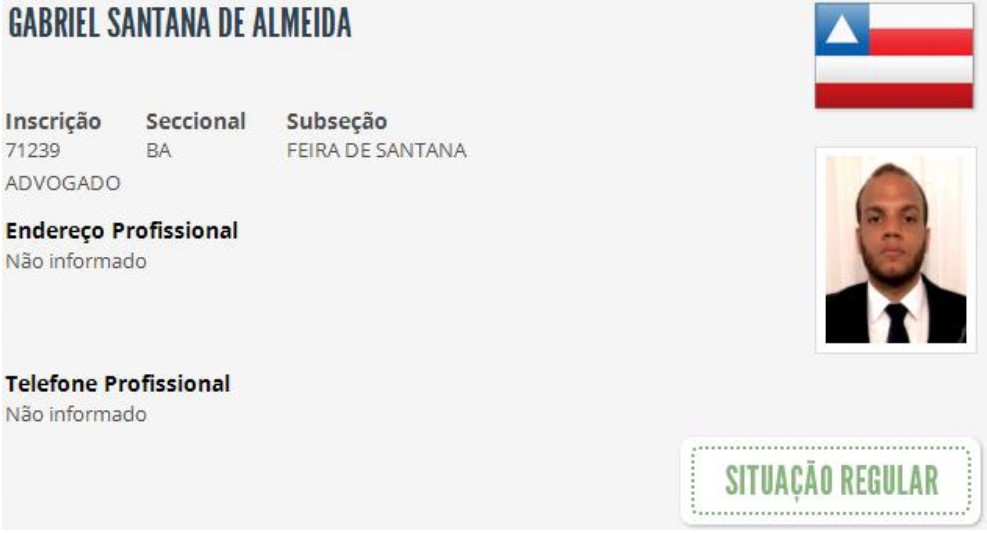 GABRIEL SANTANA DE ALMEIDA
Inscrição Seccional Subseção
71239 BA FEIRA DE SANTANA
ADVOGADO
Endereço Profissional
Não informado
Telefone Profissional
Não informado
SITUAÇÃO REGULAR